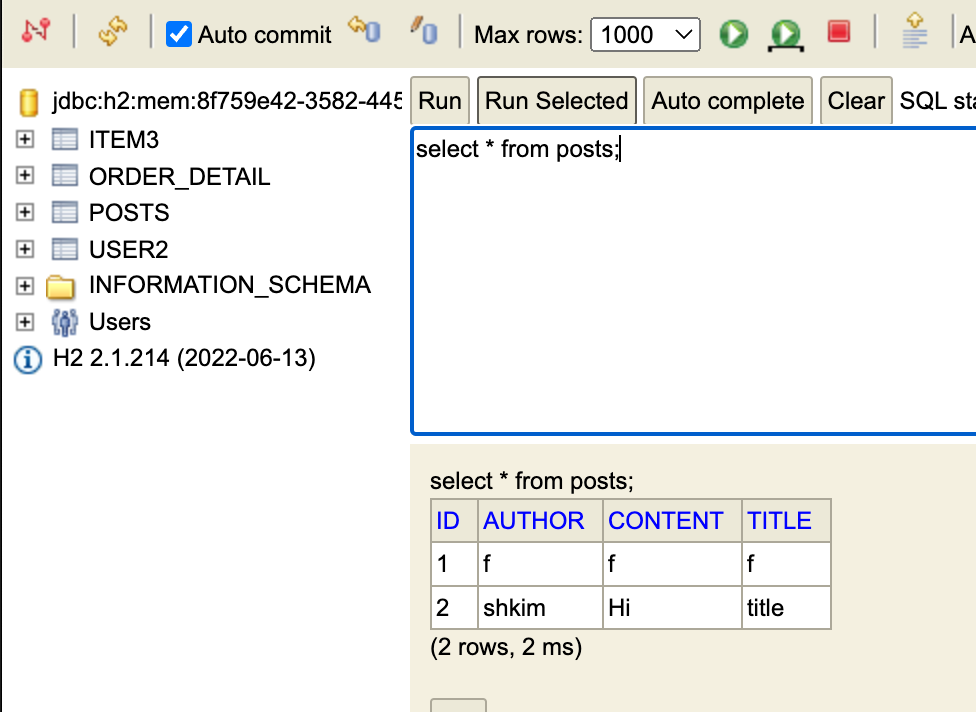 Auto commit Max rows: 1000 A
jdbc:h2:mem:8f759e42-3582-445 Run Run Selected Auto complete Clear SQL sta
ITEM3
ORDER_DETAIL
POSTS
USER2
INFORMATION_SCHEMA
Users
H2 2.1.214 (2022-06-13)
select * from posts;
select * from posts;
ID AUTHOR CONTENT TITLE
1 f f f
2 shkim Hi title
(2 rows, 2 ms)